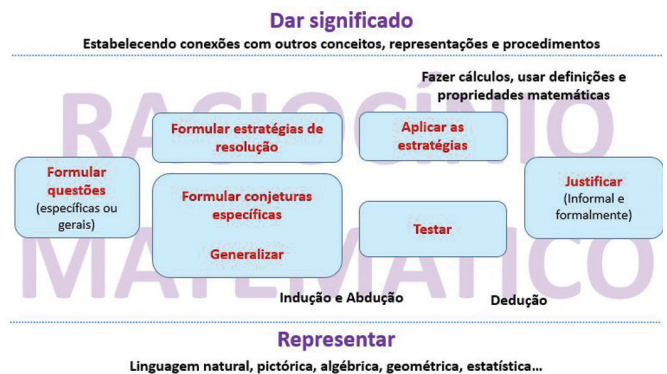 Dar significado
Estabelecendo conexões com outros conceitos, representações e procedimentos
Fazer cálculos, usar definições e
propriedades matemáticas
RACIOCÍNIO
MATEMÁTICO
Formular
questões
(específicas ou
gerais)
Formular estratégias de
resolução
Formular conjeturas
específicas
Generalizar
Aplicar as
estratégias
Testar
Justificar
(Informal e
formalmente)
Indução e Abdução
Dedução
Representar
Linguagem natural, pictórica, algébrica, geométrica, estatística...